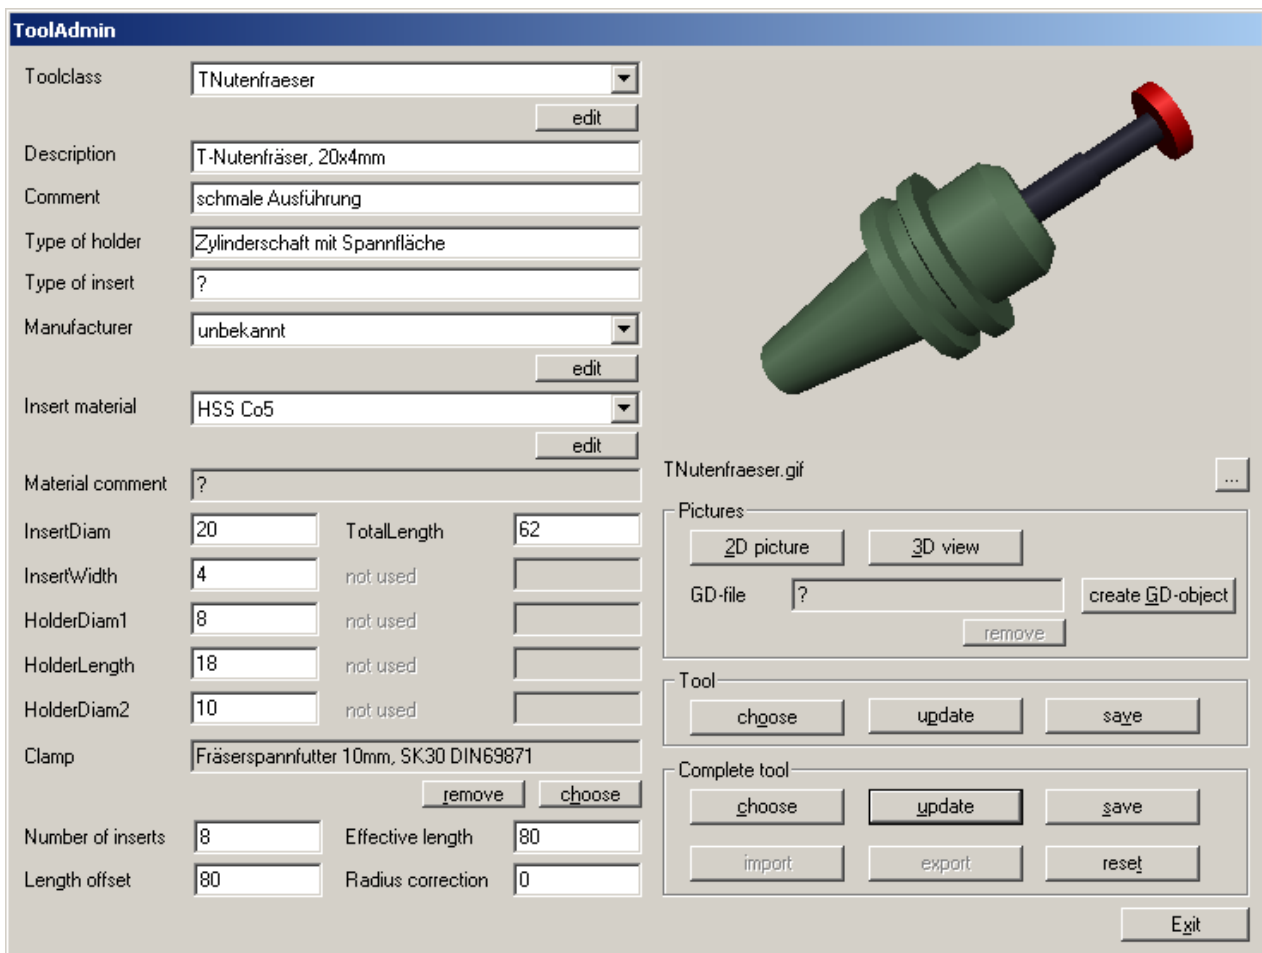 ToolAdmin
Toolclass TNutenfraeser
edit
Description T-Nutenfräser, 20x4mm
Comment schmale Ausführung
Type of holder Zylinderschaft mit Spannfläche
Type of insert ?
Manufacturer unbekannt
edit
Insert material HSS Co5
edit
Material comment ?
InsertDiam 20 TotalLength 62
InsertWidth 4 not used
HolderDiam1 8 not used
HolderLength 18 not used
HolderDiam2 10 not used
Clamp Fräserspannfutter 10mm, SK30 DIN69871
remove choose
Number of inserts 8 Effective length 80
Length offset 80 Radius correction 0
TNutenfraeser.gif ...
Pictures
2D picture 3D view
GD-file ? create GD-object
remove
Tool
choose update save
Complete tool
choose update save
import export reset
Exit